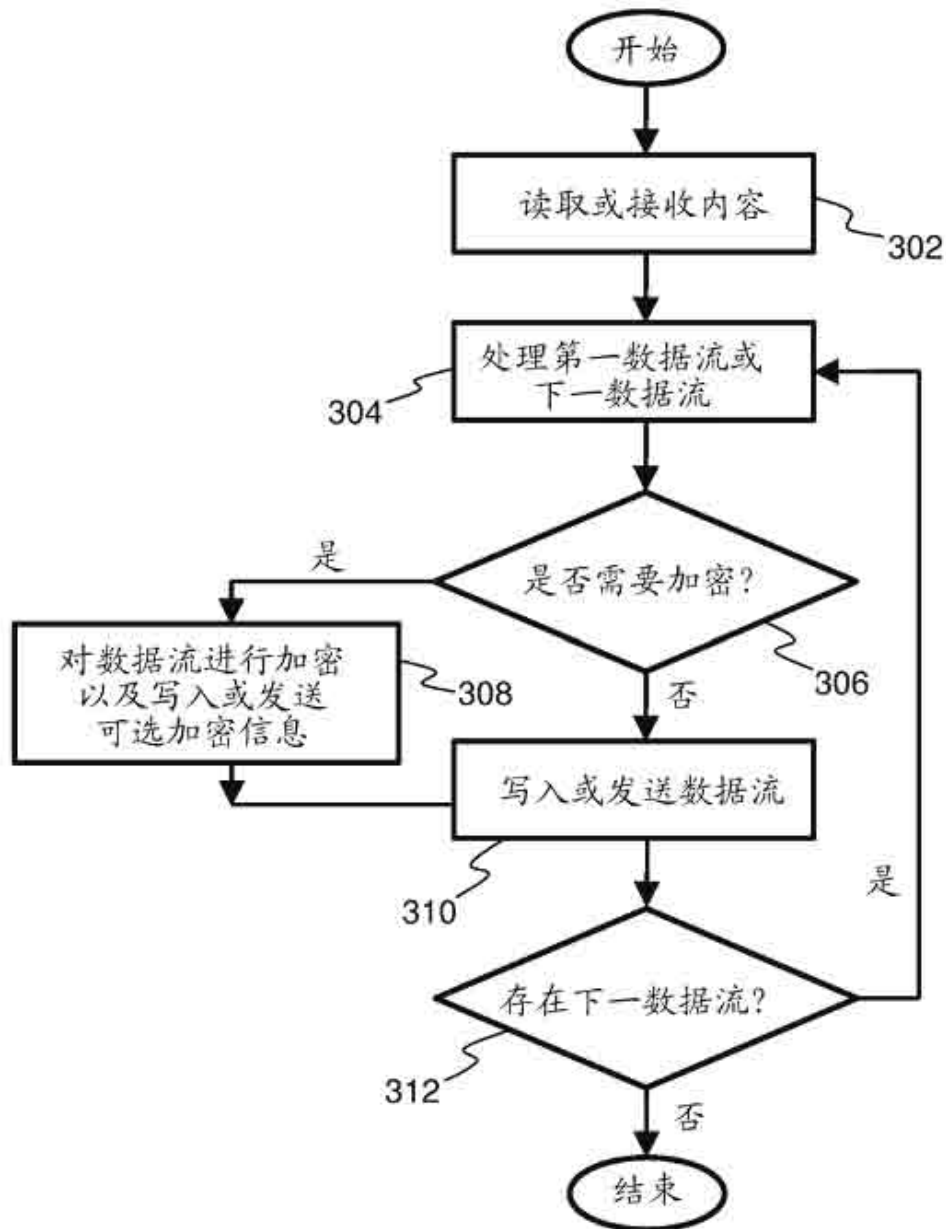 开始
读取或接收内容
302
处理第一数据流或
下一数据流
304
是否需要加密?
306
是
对数据流进行加密
以及写入或发送
可选加密信息
308
否
写入或发送数据流
310
是
存在下一数据流?
312
否
结束